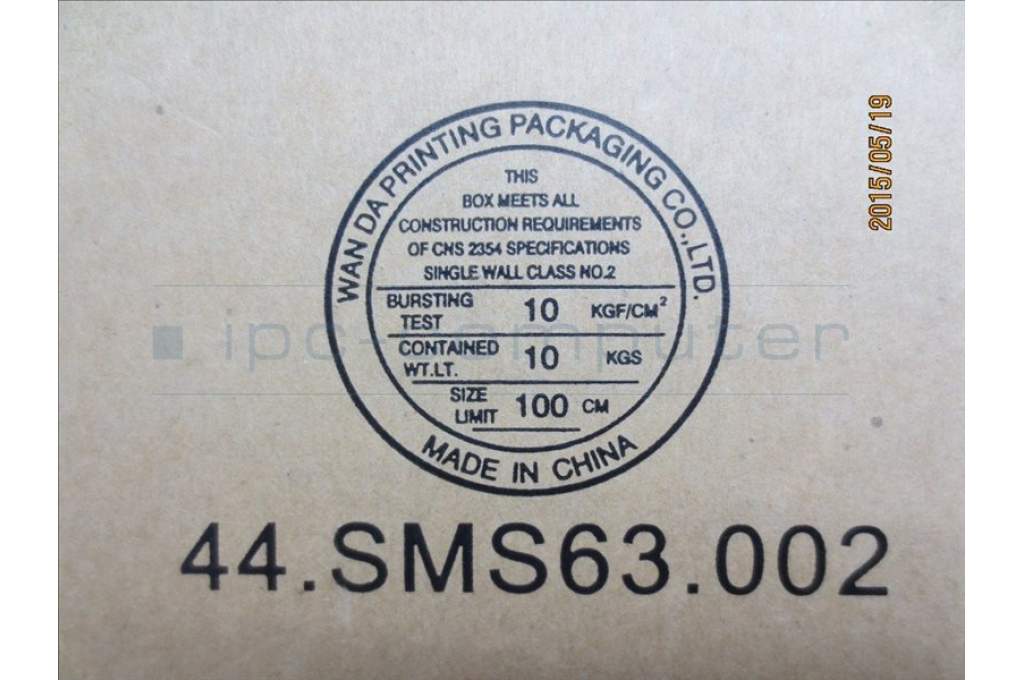 WAN DA PRINTING PACKAGING CO.,LTD.
THIS
BOX MEETS ALL
CONSTRUCTION REQUIREMENTS
OF CNS 2354 SPECIFICATIONS
SINGLE WALL CLASS NO.2
BURSTING TEST 10 KGF/CM²
CONTAINED WT.LT. 10 KGS
SIZE LIMIT 100 CM
MADE IN CHINA
44.SMS63.002
2015/05/19
ipc-computer